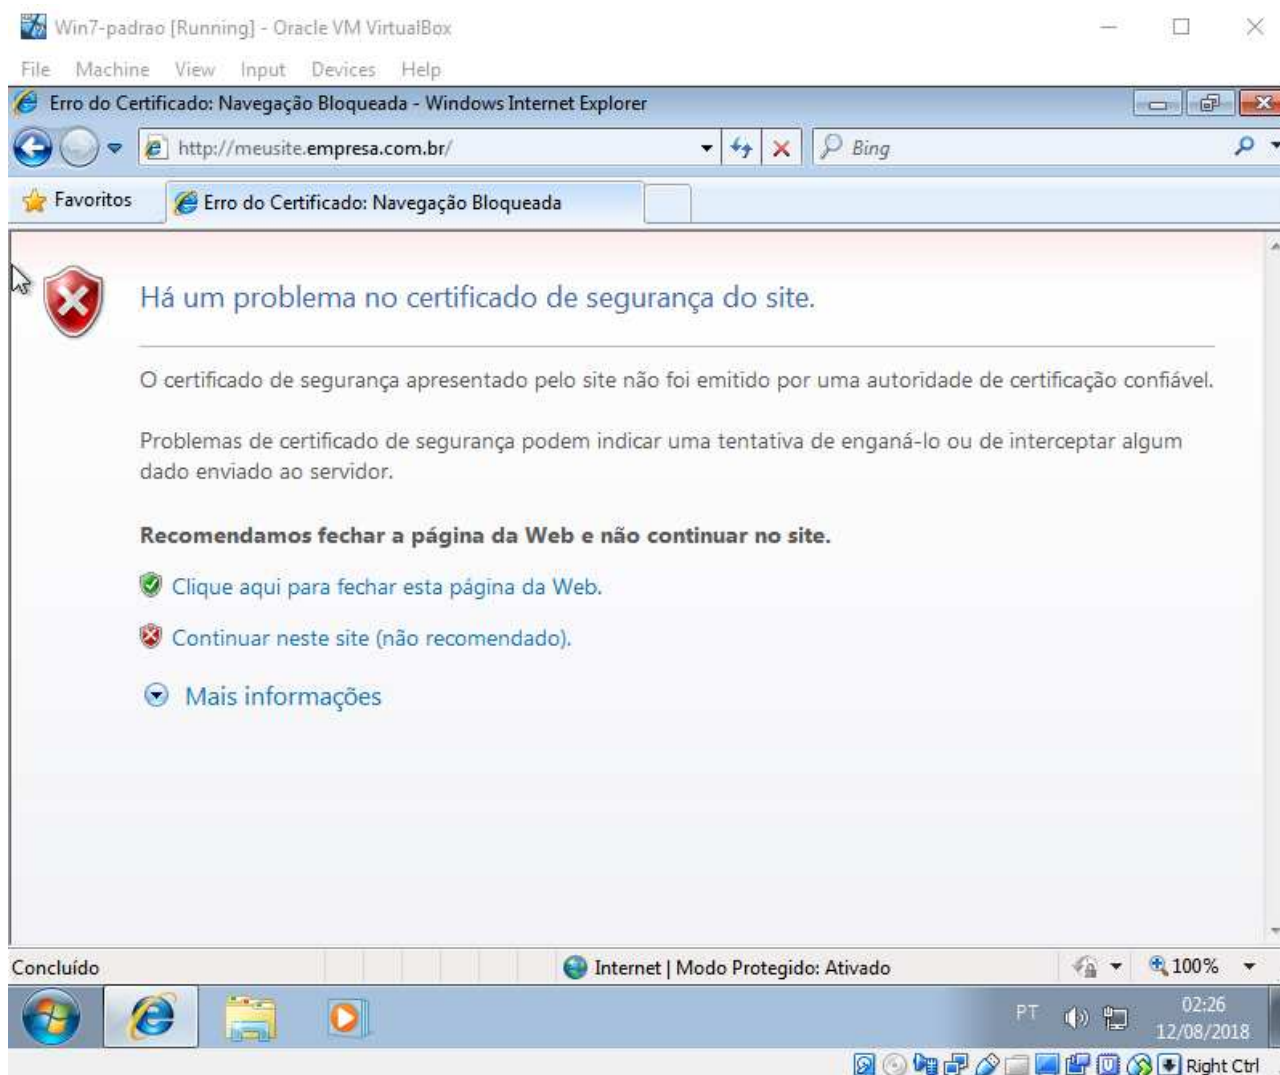 Win7-padrao [Running] - Oracle VM VirtualBox
File Machine View Input Devices Help
Erro do Certificado: Navegação Bloqueada - Windows Internet Explorer
http://meusite.empresa.com.br/
Bing
Favoritos
Erro do Certificado: Navegação Bloqueada
Há um problema no certificado de segurança do site.
O certificado de segurança apresentado pelo site não foi emitido por uma autoridade de certificação confiável.
Problemas de certificado de segurança podem indicar uma tentativa de enganá-lo ou de interceptar algum
dado enviado ao servidor.
Recomendamos fechar a página da Web e não continuar no site.
Clique aqui para fechar esta página da Web.
Continuar neste site (não recomendado).
Mais informações
Concluído
Internet | Modo Protegido: Ativado
100%
PT
02:26
12/08/2018
Right Ctrl